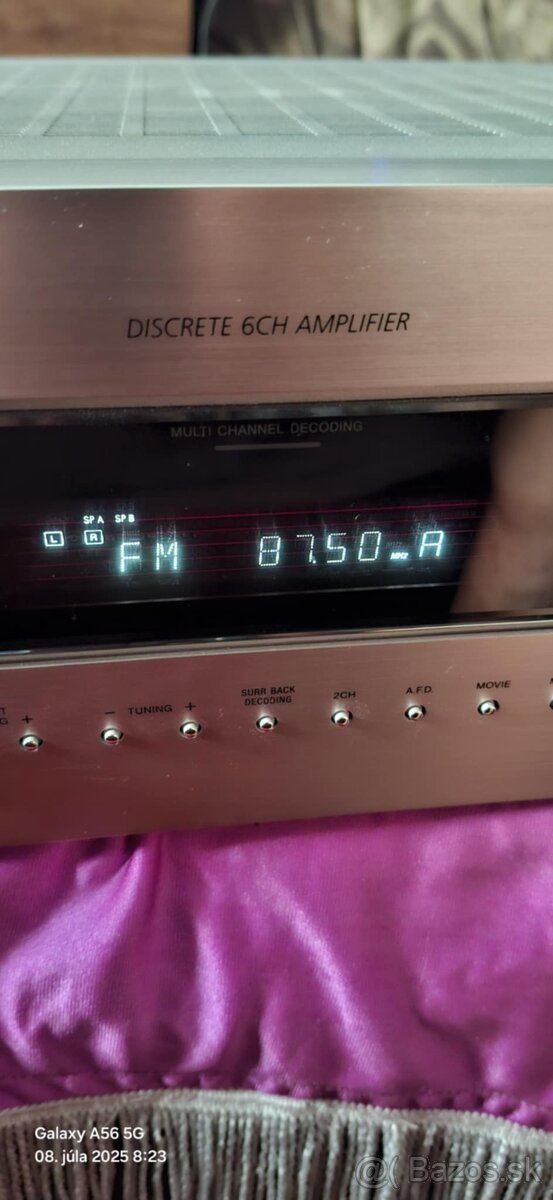 DISCRETE 6CH AMPLIFIER
MULTI CHANNEL DECODING
SP A SP B
L R FM 87.50 MHz A
+ − TUNING + SURR BACK DECODING 2CH A.F.D. MOVIE
Galaxy A56 5G
08. júla 2025 8:23
@( Bazos.sk